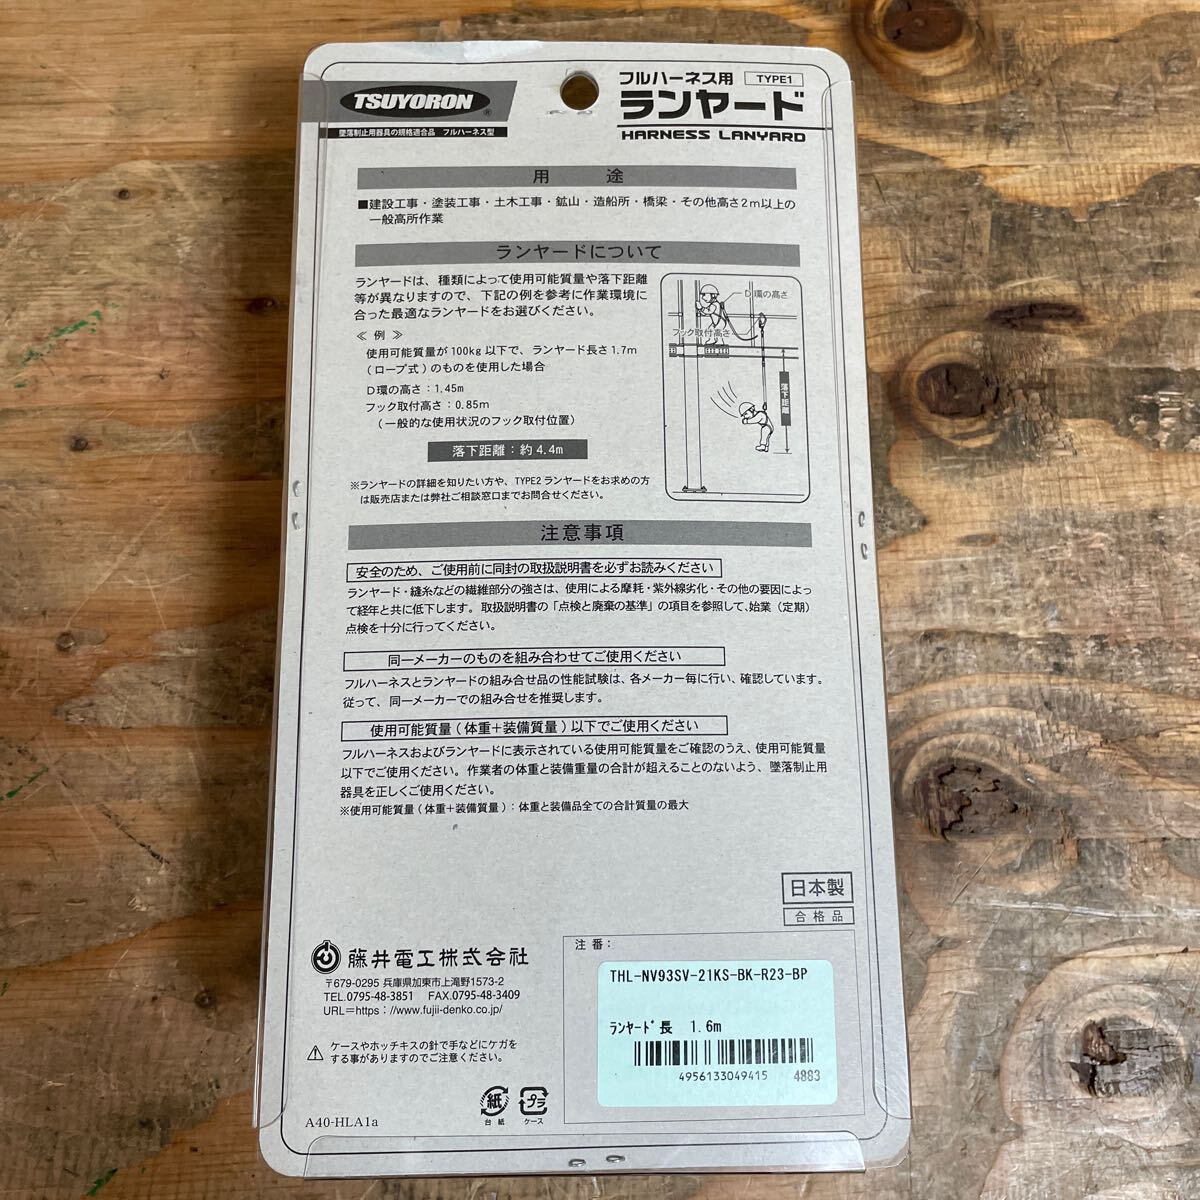 TSUYORON®
墜落制止用器具の規格適合品 フルハーネス型
フルハーネス用 TYPE1
ランヤード
HARNESS LANYARD
用途
■建設工事・塗装工事・土木工事・鉱山・造船所・橋梁・その他高さ2m以上の
一般高所作業
ランヤードについて
ランヤードは、種類によって使用可能質量や落下距離
等が異なりますので、下記の例を参考に作業環境に
合った最適なランヤードをお選びください。
≪例≫
使用可能質量が100kg以下で、ランヤード長さ1.7m
(ロープ式)のものを使用した場合
D環の高さ:1.45m
フック取付高さ:0.85m
(一般的な使用状況のフック取付位置)
落下距離:約4.4m
※ランヤードの詳細を知りたい方や、TYPE2ランヤードをお求めの方
は販売店または弊社ご相談窓口までお問合せください。
D環の高さ
フック取付高さ
落下距離
注意事項
安全のため、ご使用前に同封の取扱説明書を必ずお読みください
ランヤード・縫糸などの繊維部分の強さは、使用による摩耗・紫外線劣化・その他の要因によっ
て経年と共に低下します。取扱説明書の「点検と廃棄の基準」の項目を参照して、始業(定期)
点検を十分に行ってください。
同一メーカーのものを組み合わせてご使用ください
フルハーネスとランヤードの組み合せ品の性能試験は、各メーカー毎に行い、確認しています。
従って、同一メーカーでの組み合せを推奨します。
使用可能質量(体重+装備質量)以下でご使用ください
フルハーネスおよびランヤードに表示されている使用可能質量をご確認のうえ、使用可能質量
以下でご使用ください。作業者の体重と装備重量の合計が超えることのないよう、墜落制止用
器具を正しくご使用ください。
※使用可能質量(体重+装備質量):体重と装備品全ての合計質量の最大
日本製
合格品
藤井電工株式会社
〒679-0295 兵庫県加東市上滝野1573-2
TEL.0795-48-3851 FAX.0795-48-3409
URL=https://www.fujii-denko.co.jp/
⚠ケースやホッチキスの針で手などにケガを
する事がありますのでご注意ください。
紙
台紙
プラ
ケース
A40-HLA1a
注番:
THL-NV93SV-21KS-BK-R23-BP
ﾗﾝﾔｰﾄﾞ長 1.6m
4956133049415 4883